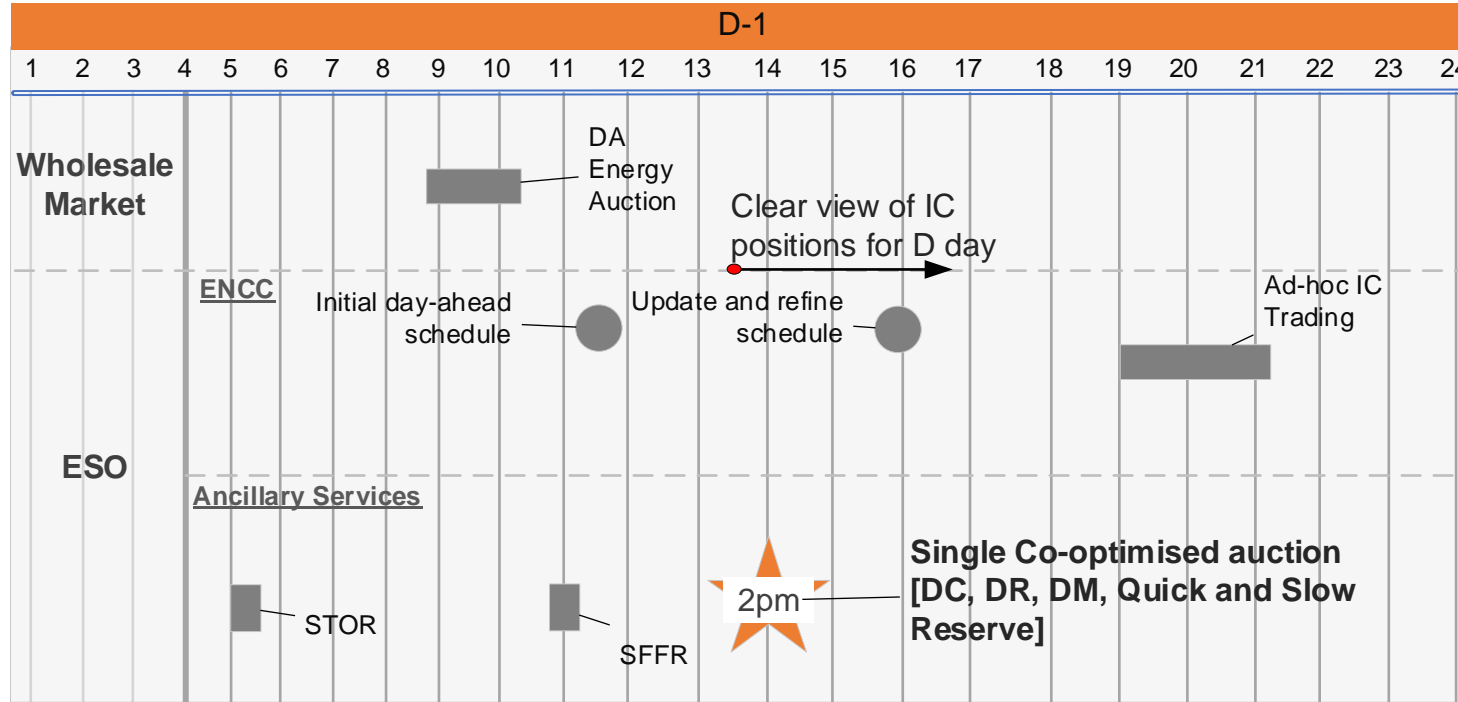 D-1
1 2 3 4 5 6 7 8 9 10 11 12 13 14 15 16 17 18 19 20 21 22 23 24
Wholesale
Market
DA
Energy
Auction
Clear view of IC
positions for D day
ESO
ENCC
Initial day-ahead
schedule
Update and refine
schedule
Ad-hoc IC
Trading
Ancillary Services
STOR
SFFR
2pm
Single Co-optimised auction
[DC, DR, DM, Quick and Slow
Reserve]